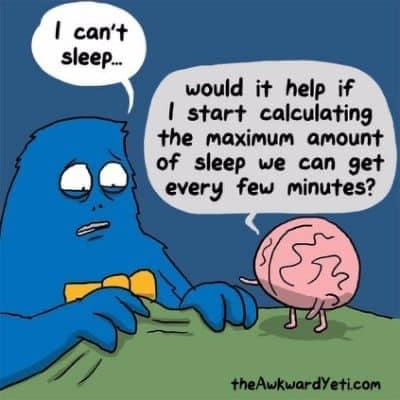 I can't
sleep...
would it help if
I start calculating
the maximum amount
of sleep we can get
every few minutes?
theAwkwardYeti.com